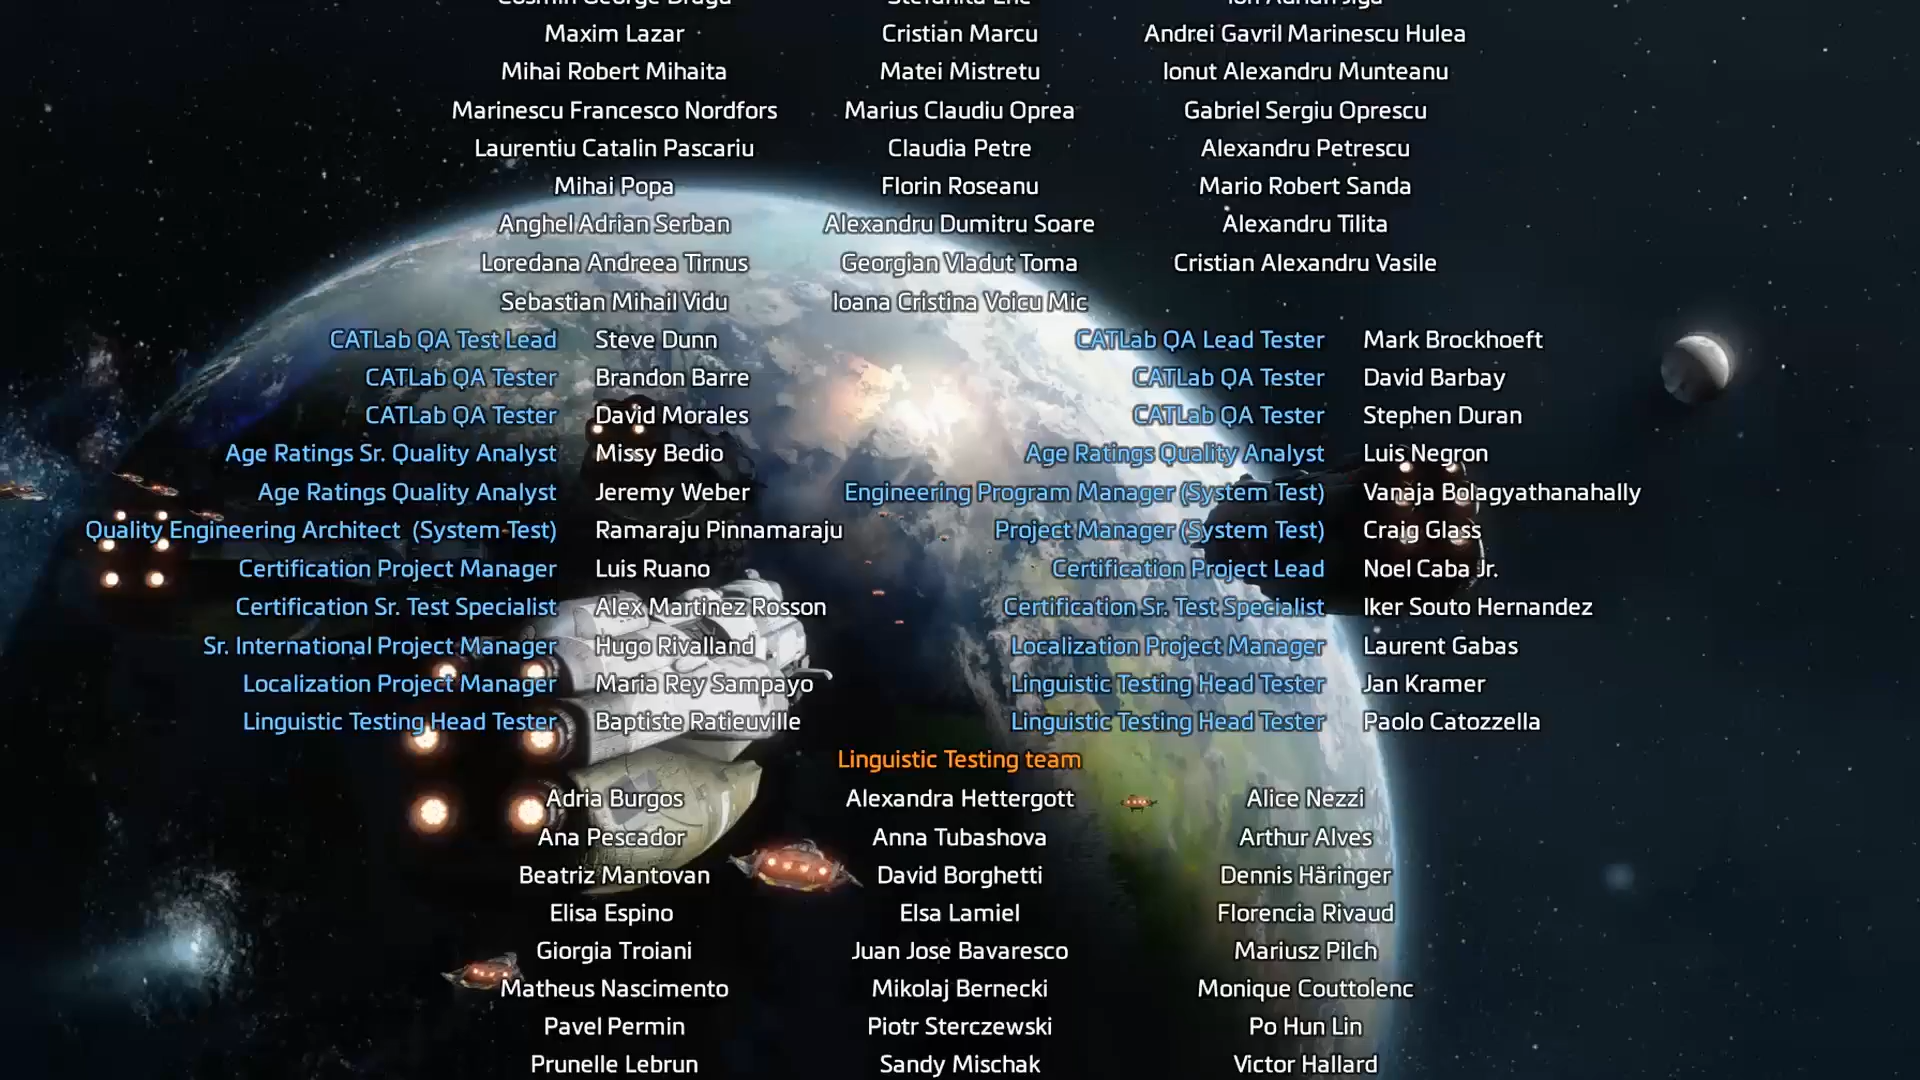 Cosmin George Draga Stefanita Ene Ion Adrian Jiga
Maxim Lazar Cristian Marcu Andrei Gavril Marinescu Hulea
Mihai Robert Mihaita Matei Mistretu Ionut Alexandru Munteanu
Marinescu Francesco Nordfors Marius Claudiu Oprea Gabriel Sergiu Oprescu
Laurentiu Catalin Pascariu Claudia Petre Alexandru Petrescu
Mihai Popa Florin Roseanu Mario Robert Sanda
Anghel Adrian Serban Alexandru Dumitru Soare Alexandru Tilita
Loredana Andreea Tirnus Georgian Vladut Toma Cristian Alexandru Vasile
Sebastian Mihail Vidu Ioana Cristina Voicu Mic
CATLab QA Test Lead Steve Dunn CATLab QA Lead Tester Mark Brockhoeft
CATLab QA Tester Brandon Barre CATLab QA Tester David Barbay
CATLab QA Tester David Morales CATLab QA Tester Stephen Duran
Age Ratings Sr. Quality Analyst Missy Bedio Age Ratings Quality Analyst Luis Negron
Age Ratings Quality Analyst Jeremy Weber Engineering Program Manager (System Test) Vanaja Bolagyathanahally
Quality Engineering Architect (System Test) Ramaraju Pinnamaraju Project Manager (System Test) Craig Glass
Certification Project Manager Luis Ruano Certification Project Lead Noel Caba Jr.
Certification Sr. Test Specialist Alex Martinez Rosson Certification Sr. Test Specialist Iker Souto Hernandez
Sr. International Project Manager Hugo Rivalland Localization Project Manager Laurent Gabas
Localization Project Manager Maria Rey Sampayo Linguistic Testing Head Tester Jan Kramer
Linguistic Testing Head Tester Baptiste Ratieuville Linguistic Testing Head Tester Paolo Catozzella
Linguistic Testing team
Adria Burgos Alexandra Hettergott Alice Nezzi
Ana Pescador Anna Tubashova Arthur Alves
Beatriz Mantovan David Borghetti Dennis Häringer
Elisa Espino Elsa Lamiel Florencia Rivaud
Giorgia Troiani Juan Jose Bavaresco Mariusz Pilch
Matheus Nascimento Mikolaj Bernecki Monique Couttolenc
Pavel Permin Piotr Sterczewski Po Hun Lin
Prunelle Lebrun Sandy Mischak Victor Hallard